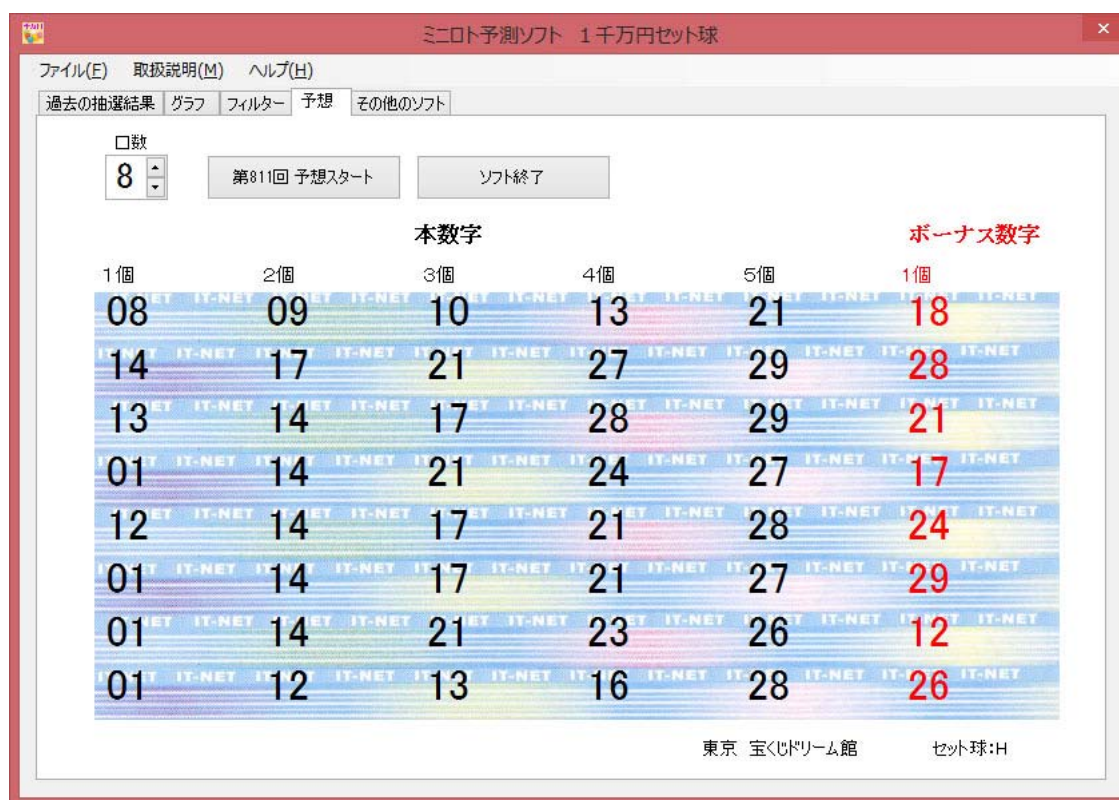 ミニロト予測ソフト １千万円セット球
ファイル(F) 取扱説明(M) ヘルプ(H)
過去の抽選結果 グラフ フィルター 予想 その他のソフト
口数
8 第811回 予想スタート ソフト終了
本数字 ボーナス数字
1個 2個 3個 4個 5個 1個
08 09 10 13 21 18
14 17 21 27 29 28
13 14 17 28 29 21
01 14 21 24 27 17
12 14 17 21 28 24
01 14 17 21 27 29
01 14 21 23 26 12
01 12 13 16 28 26
東京 宝くじドリーム館 セット球:H